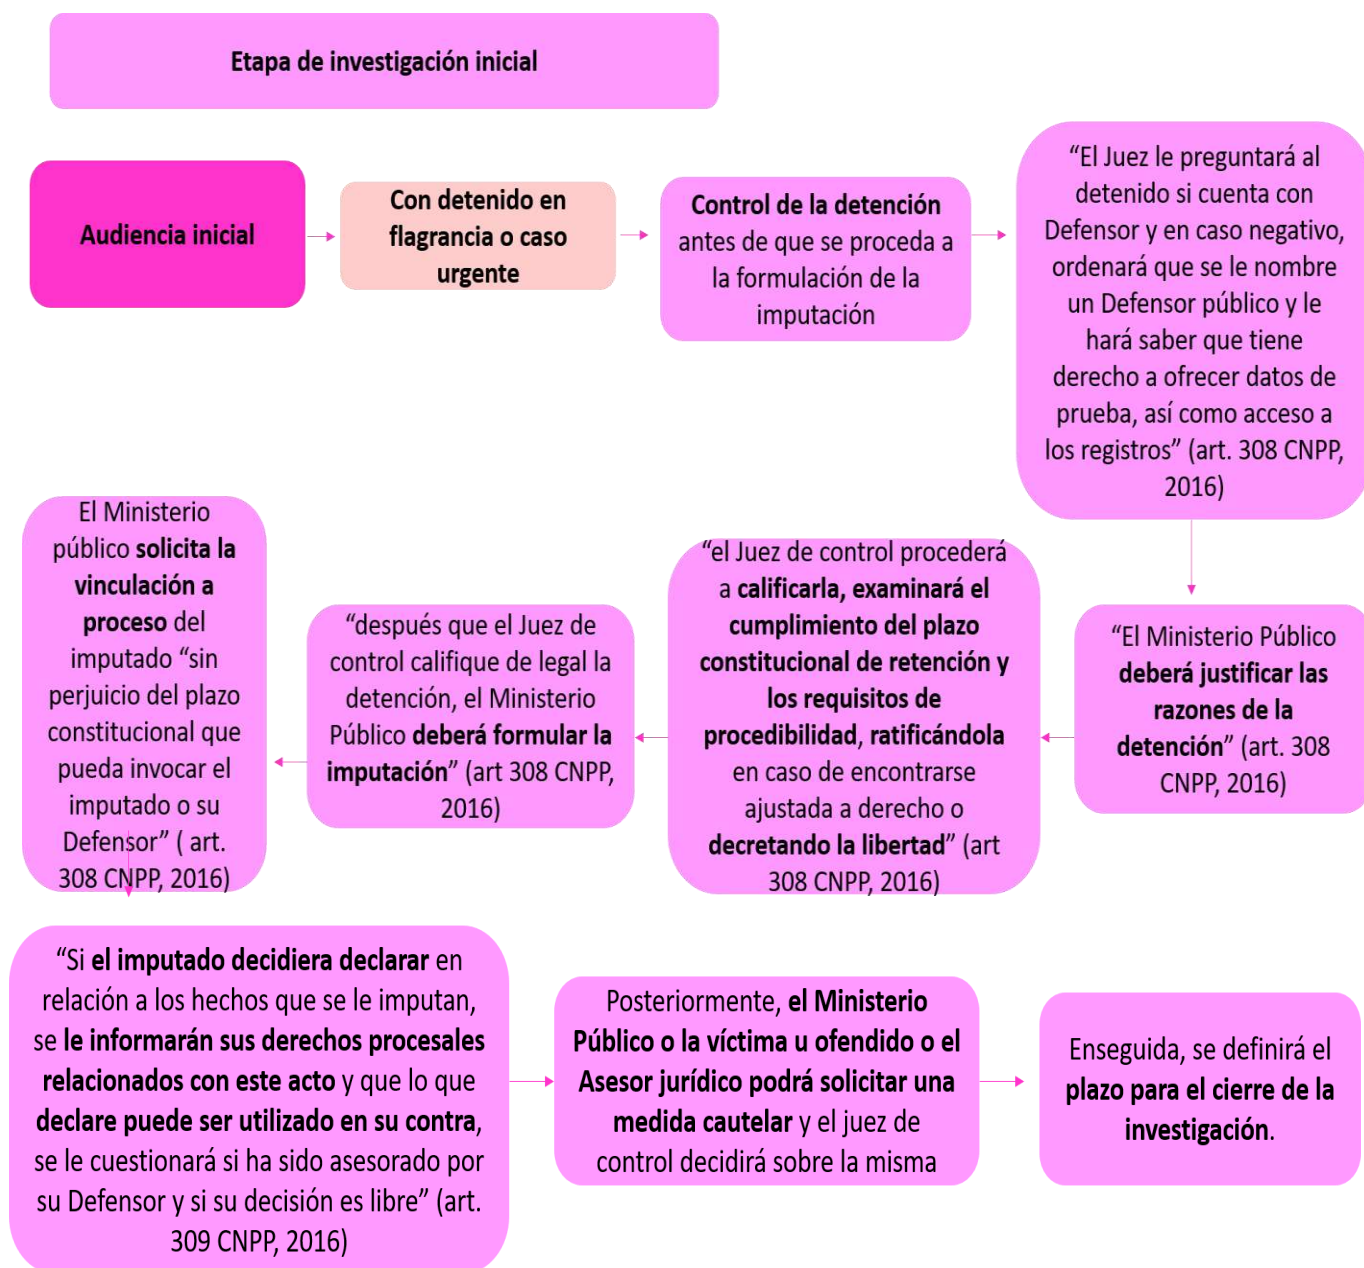 Etapa de investigación inicial
Audiencia inicial
Con detenido en
flagrancia o caso
urgente
Control de la detención
antes de que se proceda a
la formulación de la
imputación
“El Juez le preguntará al
detenido si cuenta con
Defensor y en caso negativo,
ordenará que se le nombre
un Defensor público y le
hará saber que tiene
derecho a ofrecer datos de
prueba, así como acceso a
los registros” (art. 308 CNPP,
2016)
“El Ministerio Público
deberá justificar las
razones de la
detención” (art. 308
CNPP, 2016)
“el Juez de control procederá
a calificarla, examinará el
cumplimiento del plazo
constitucional de retención y
los requisitos de
procedibilidad, ratificándola
en caso de encontrarse
ajustada a derecho o
decretando la libertad” (art
308 CNPP, 2016)
“después que el Juez de
control califique de legal la
detención, el Ministerio
Público deberá formular la
imputación” (art 308 CNPP,
2016)
El Ministerio
público solicita la
vinculación a
proceso del
imputado “sin
perjuicio del plazo
constitucional que
pueda invocar el
imputado o su
Defensor” ( art.
308 CNPP, 2016)
“Si el imputado decidiera declarar en
relación a los hechos que se le imputan,
se le informarán sus derechos procesales
relacionados con este acto y que lo que
declare puede ser utilizado en su contra,
se le cuestionará si ha sido asesorado por
su Defensor y si su decisión es libre” (art.
309 CNPP, 2016)
Posteriormente, el Ministerio
Público o la víctima u ofendido o el
Asesor jurídico podrá solicitar una
medida cautelar y el juez de
control decidirá sobre la misma
Enseguida, se definirá el
plazo para el cierre de la
investigación.